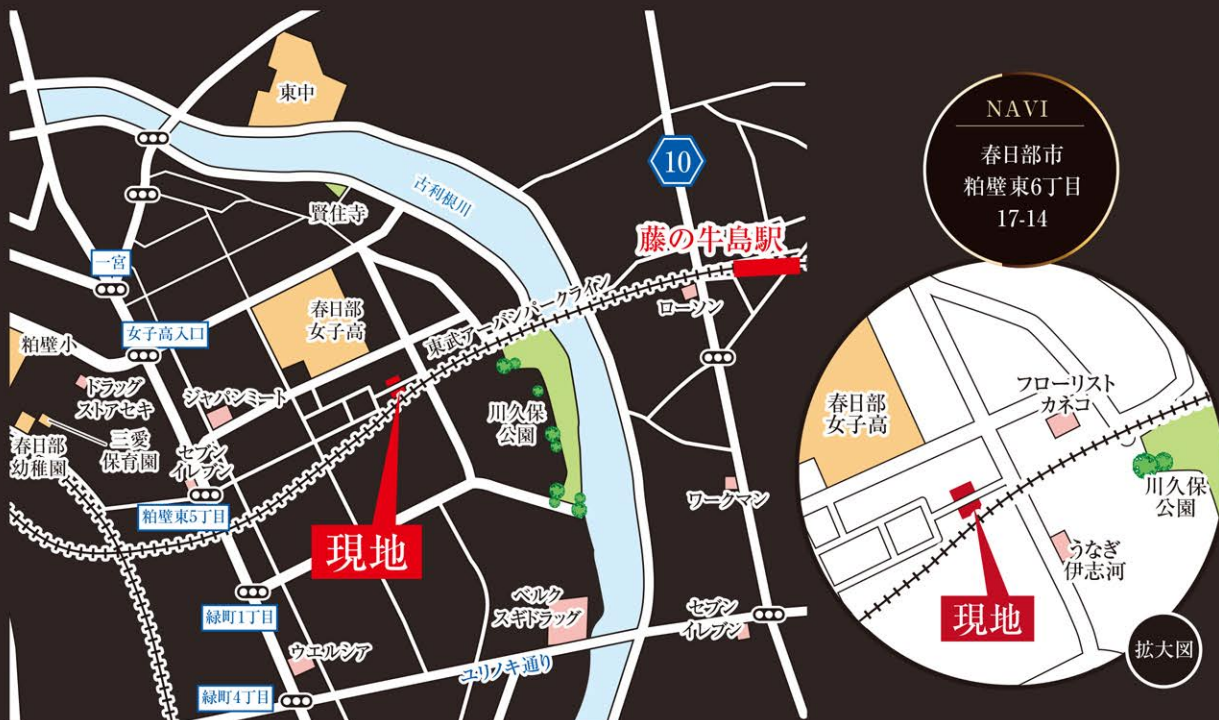 東中
10
古利根川
賢住寺
藤の牛島駅
一宮
ローソン
春日部
女子高
東武アーバンパークライン
女子高入口
粕壁小
ドラッグ
ストアセキ
ジャパンミート
川久保
公園
春日部
幼稚園
三愛
保育園
セブン
イレブン
粕壁東5丁目
ワークマン
現地
緑町1丁目
ベルク
スギドラッグ
セブン
イレブン
ウエルシア
ユリノキ通り
緑町4丁目
NAVI
春日部市
粕壁東6丁目
17-14
フローリスト
カネコ
春日部
女子高
川久保
公園
うなぎ
伊志河
現地
拡大図